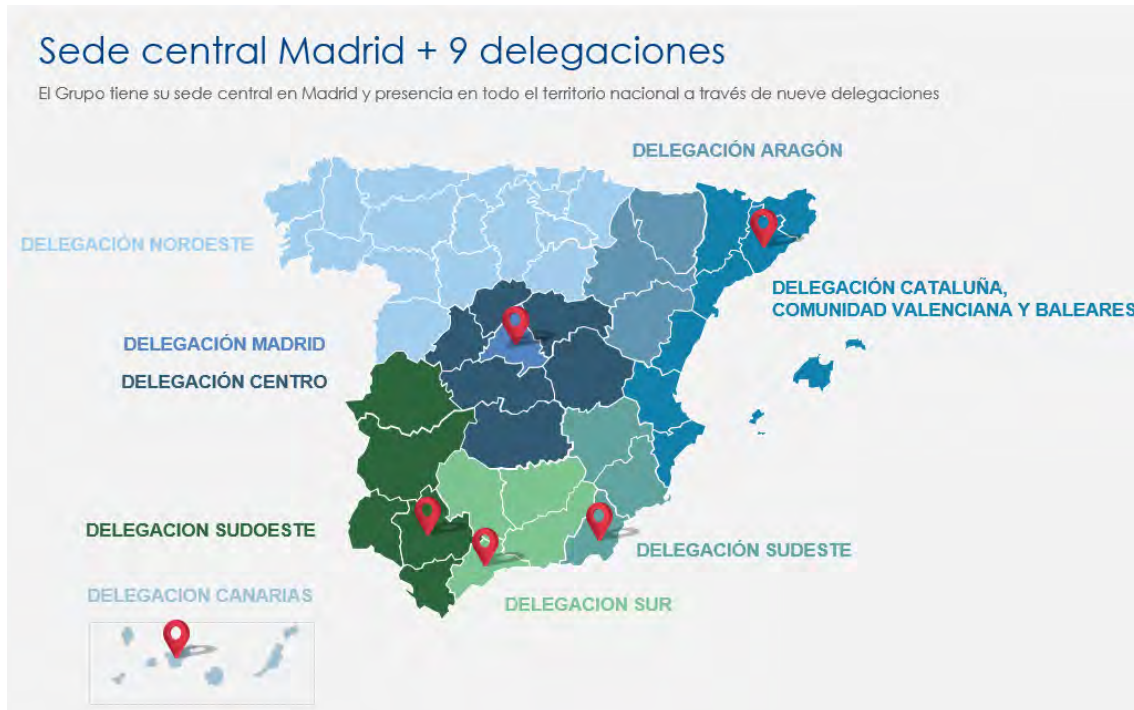 Sede central Madrid + 9 delegaciones
El Grupo tiene su sede central en Madrid y presencia en todo el territorio nacional a través de nueve delegaciones
DELEGACIÓN ARAGÓN
DELEGACIÓN NOROESTE
DELEGACIÓN CATALUÑA,
COMUNIDAD VALENCIANA Y BALEARES
DELEGACIÓN MADRID
DELEGACIÓN CENTRO
DELEGACION SUDOESTE
DELEGACIÓN SUDESTE
DELEGACION CANARIAS
DELEGACION SUR